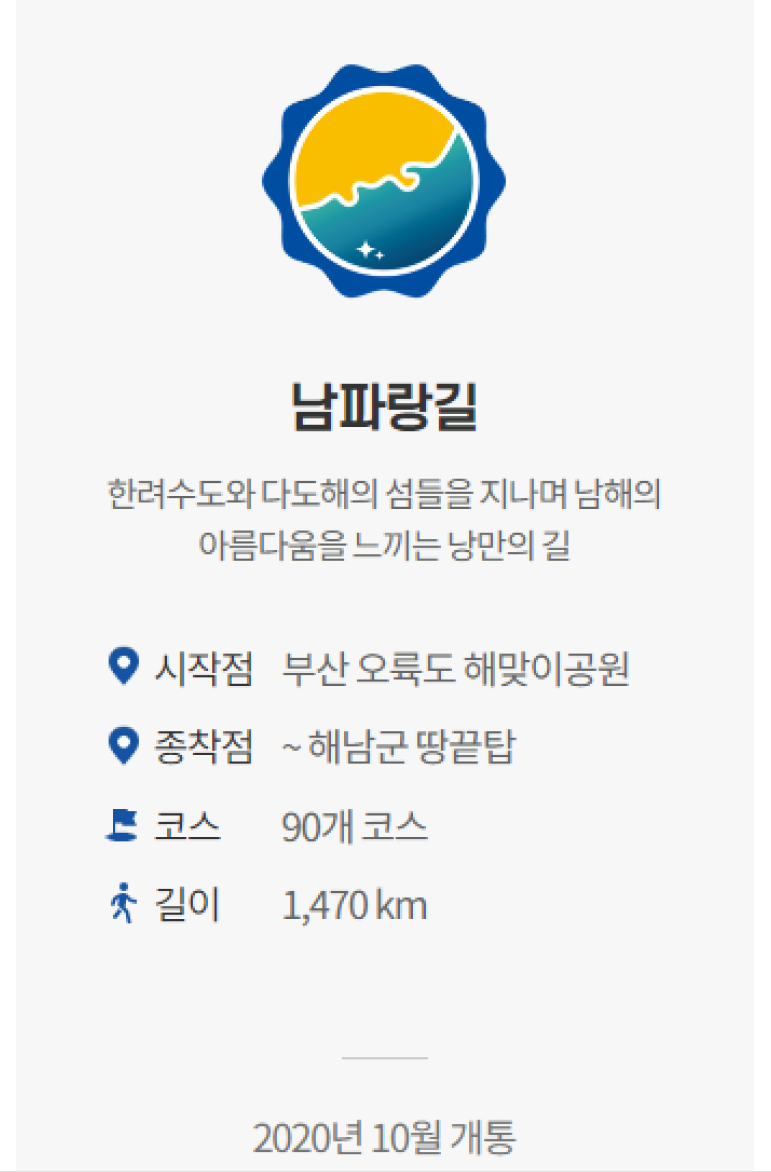 남파랑길
한려수도와 다도해의 섬들을 지나며 남해의
아름다움을 느끼는 낭만의 길
시작점 부산 오륙도 해맞이공원
종착점 ~ 해남군 땅끝탑
코스 90개 코스
길이 1,470 km
2020년 10월 개통